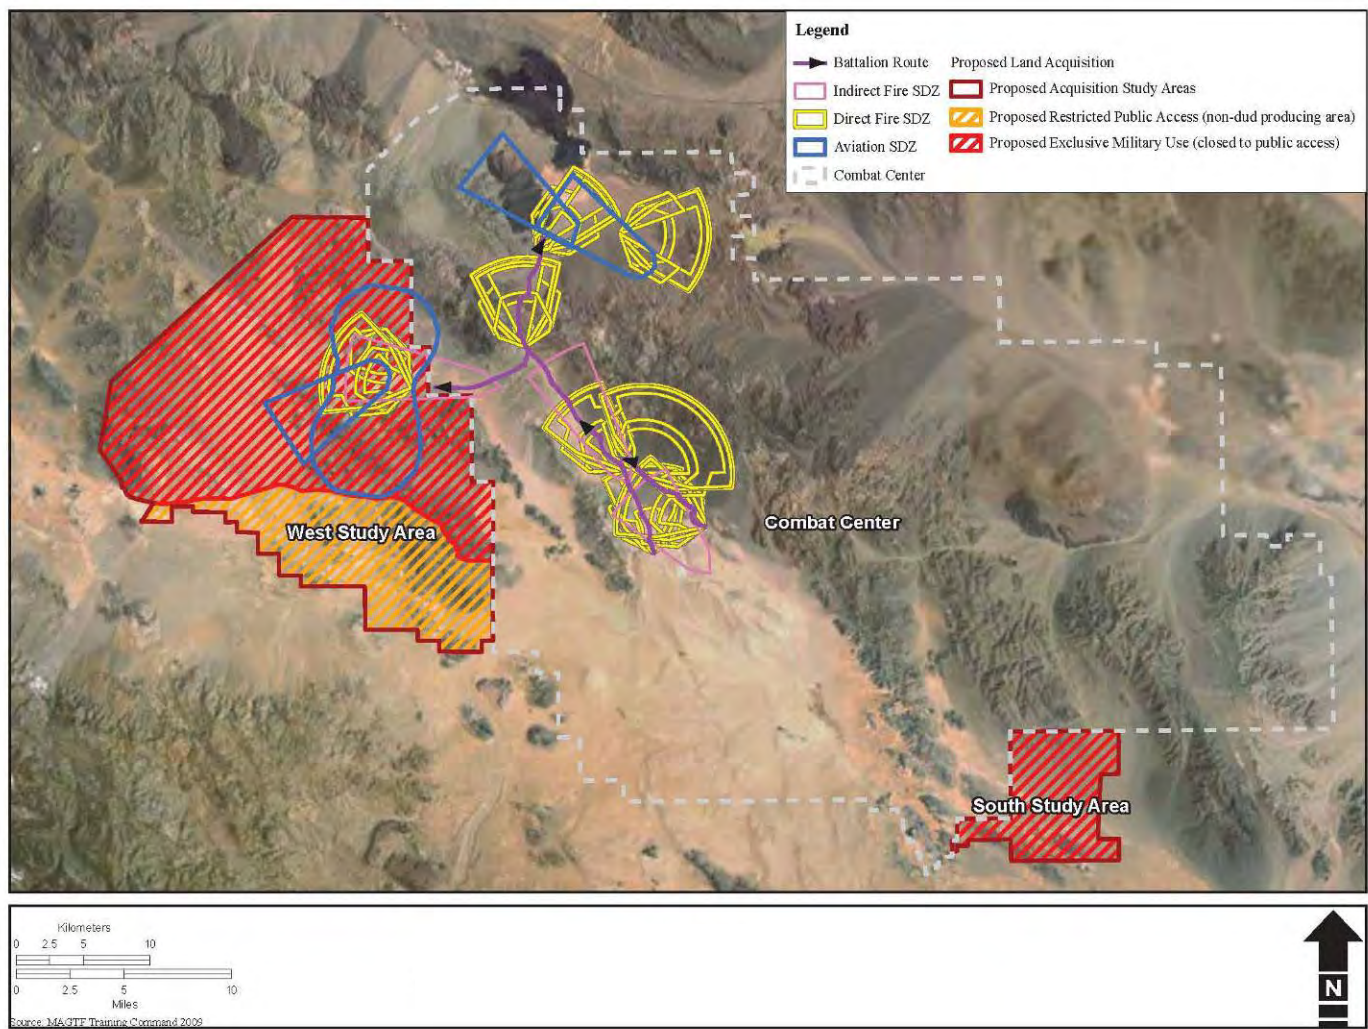 Legend
Battalion Route
Indirect Fire SDZ
Direct Fire SDZ
Aviation SDZ
Combat Center
Proposed Land Acquisition
Proposed Acquisition Study Areas
Proposed Restricted Public Access (non-dud producing area)
Proposed Exclusive Military Use (closed to public access)
West Study Area
Combat Center
South Study Area
Kilometers
0 2.5 5 10
0 2.5 5 10
Miles
Source: MAGTF Training Command 2009
N